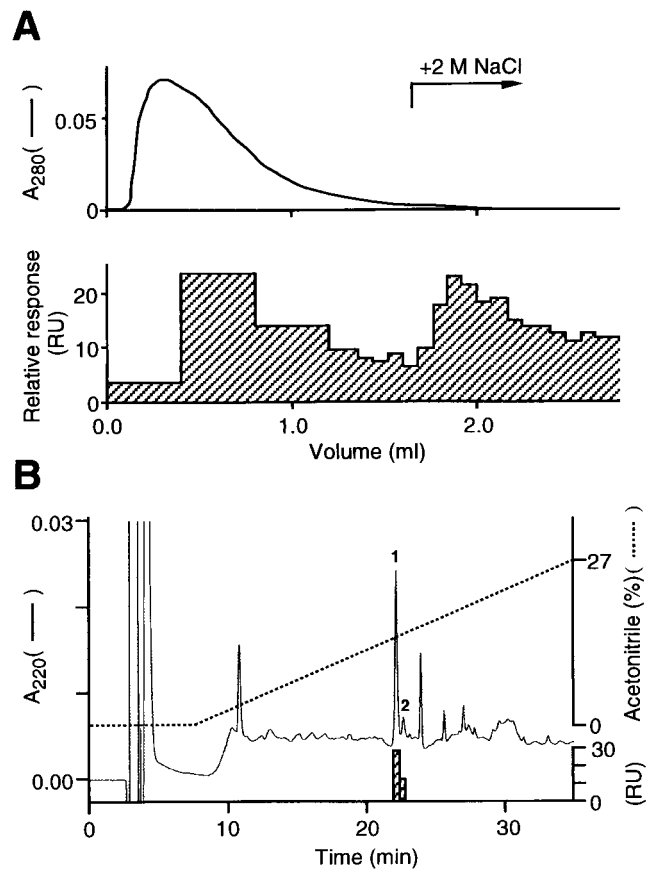 A
+2 M NaCl
A280( — )
0.05
0
Relative response
(RU)
20
10
0
0.0 1.0 2.0
Volume (ml)
B
0.03
0.00
A220( — )
1
2
27
0
Acetonitrile (%)( ...... )
30
0
(RU)
0 10 20 30
Time (min)